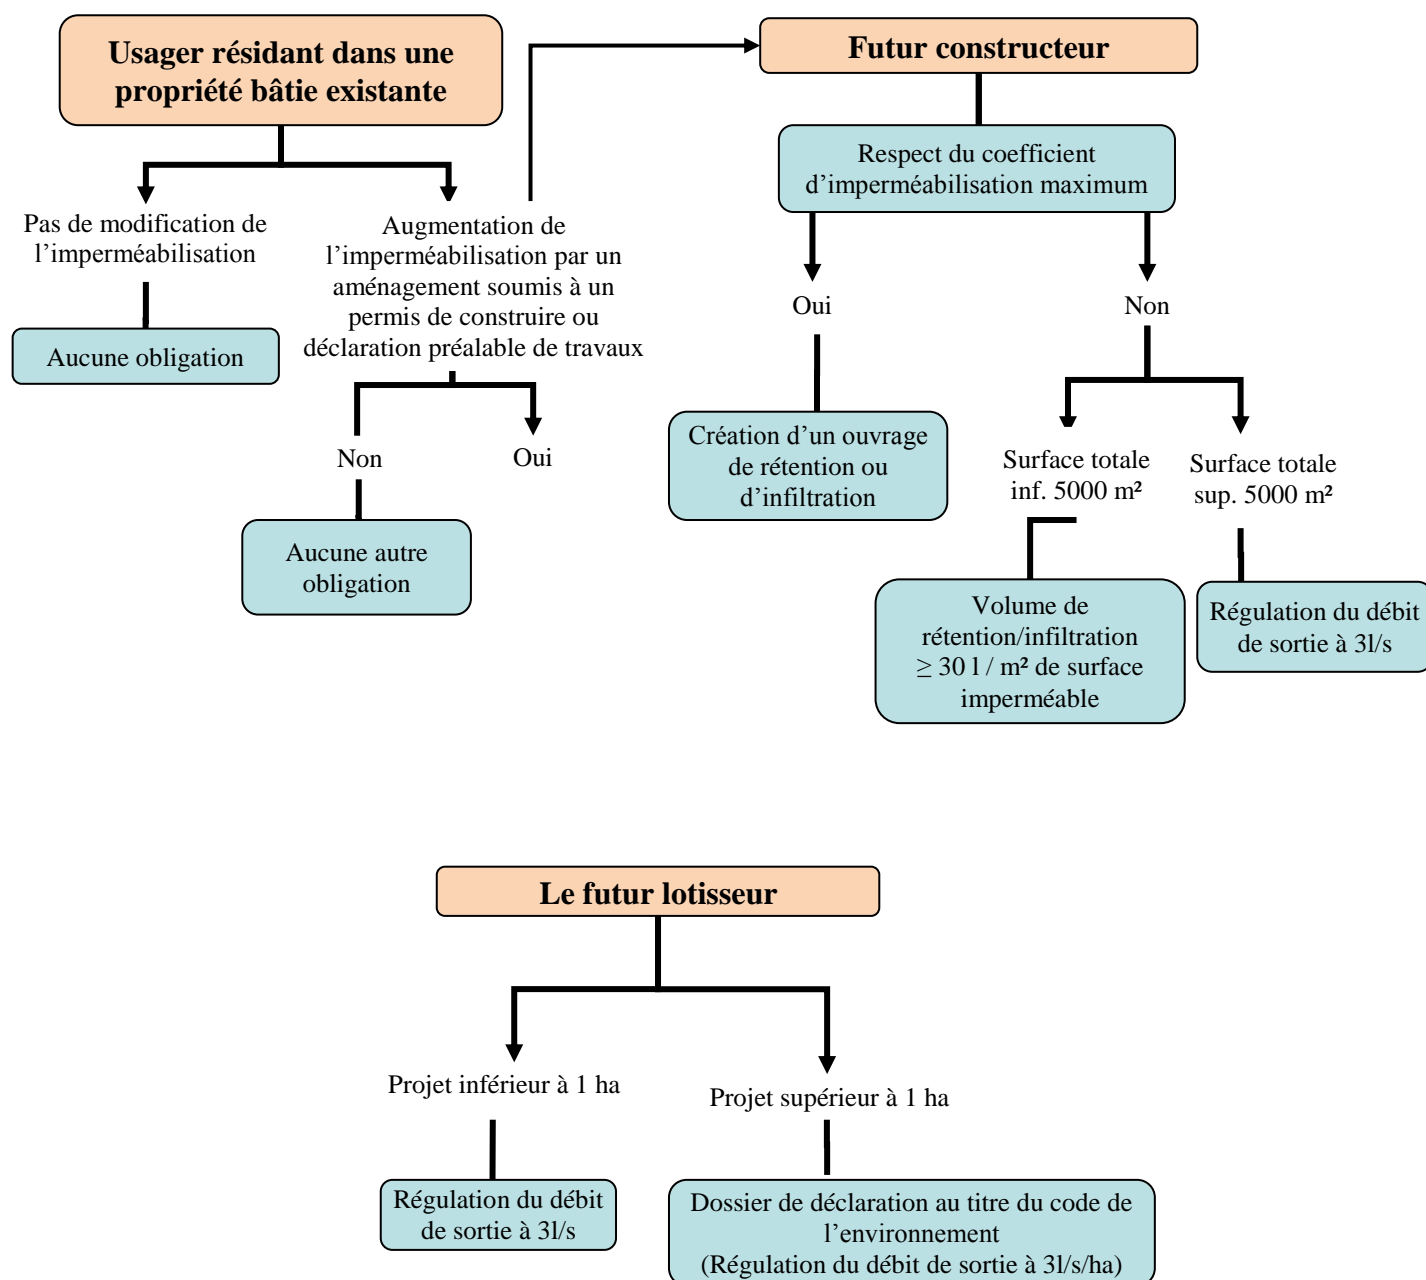 Usager résidant dans une
propriété bâtie existante
Pas de modification de
l’imperméabilisation
Aucune obligation
Augmentation de
l’imperméabilisation par un
aménagement soumis à un
permis de construire ou
déclaration préalable de travaux
Non
Oui
Aucune autre
obligation
Futur constructeur
Respect du coefficient
d’imperméabilisation maximum
Oui
Non
Création d’un ouvrage
de rétention ou
d’infiltration
Surface totale
inf. 5000 m²
Surface totale
sup. 5000 m²
Volume de
rétention/infiltration
≥ 30 l / m² de surface
imperméable
Régulation du débit
de sortie à 3l/s
Le futur lotisseur
Projet inférieur à 1 ha
Projet supérieur à 1 ha
Régulation du débit
de sortie à 3l/s
Dossier de déclaration au titre du code de
l’environnement
(Régulation du débit de sortie à 3l/s/ha)